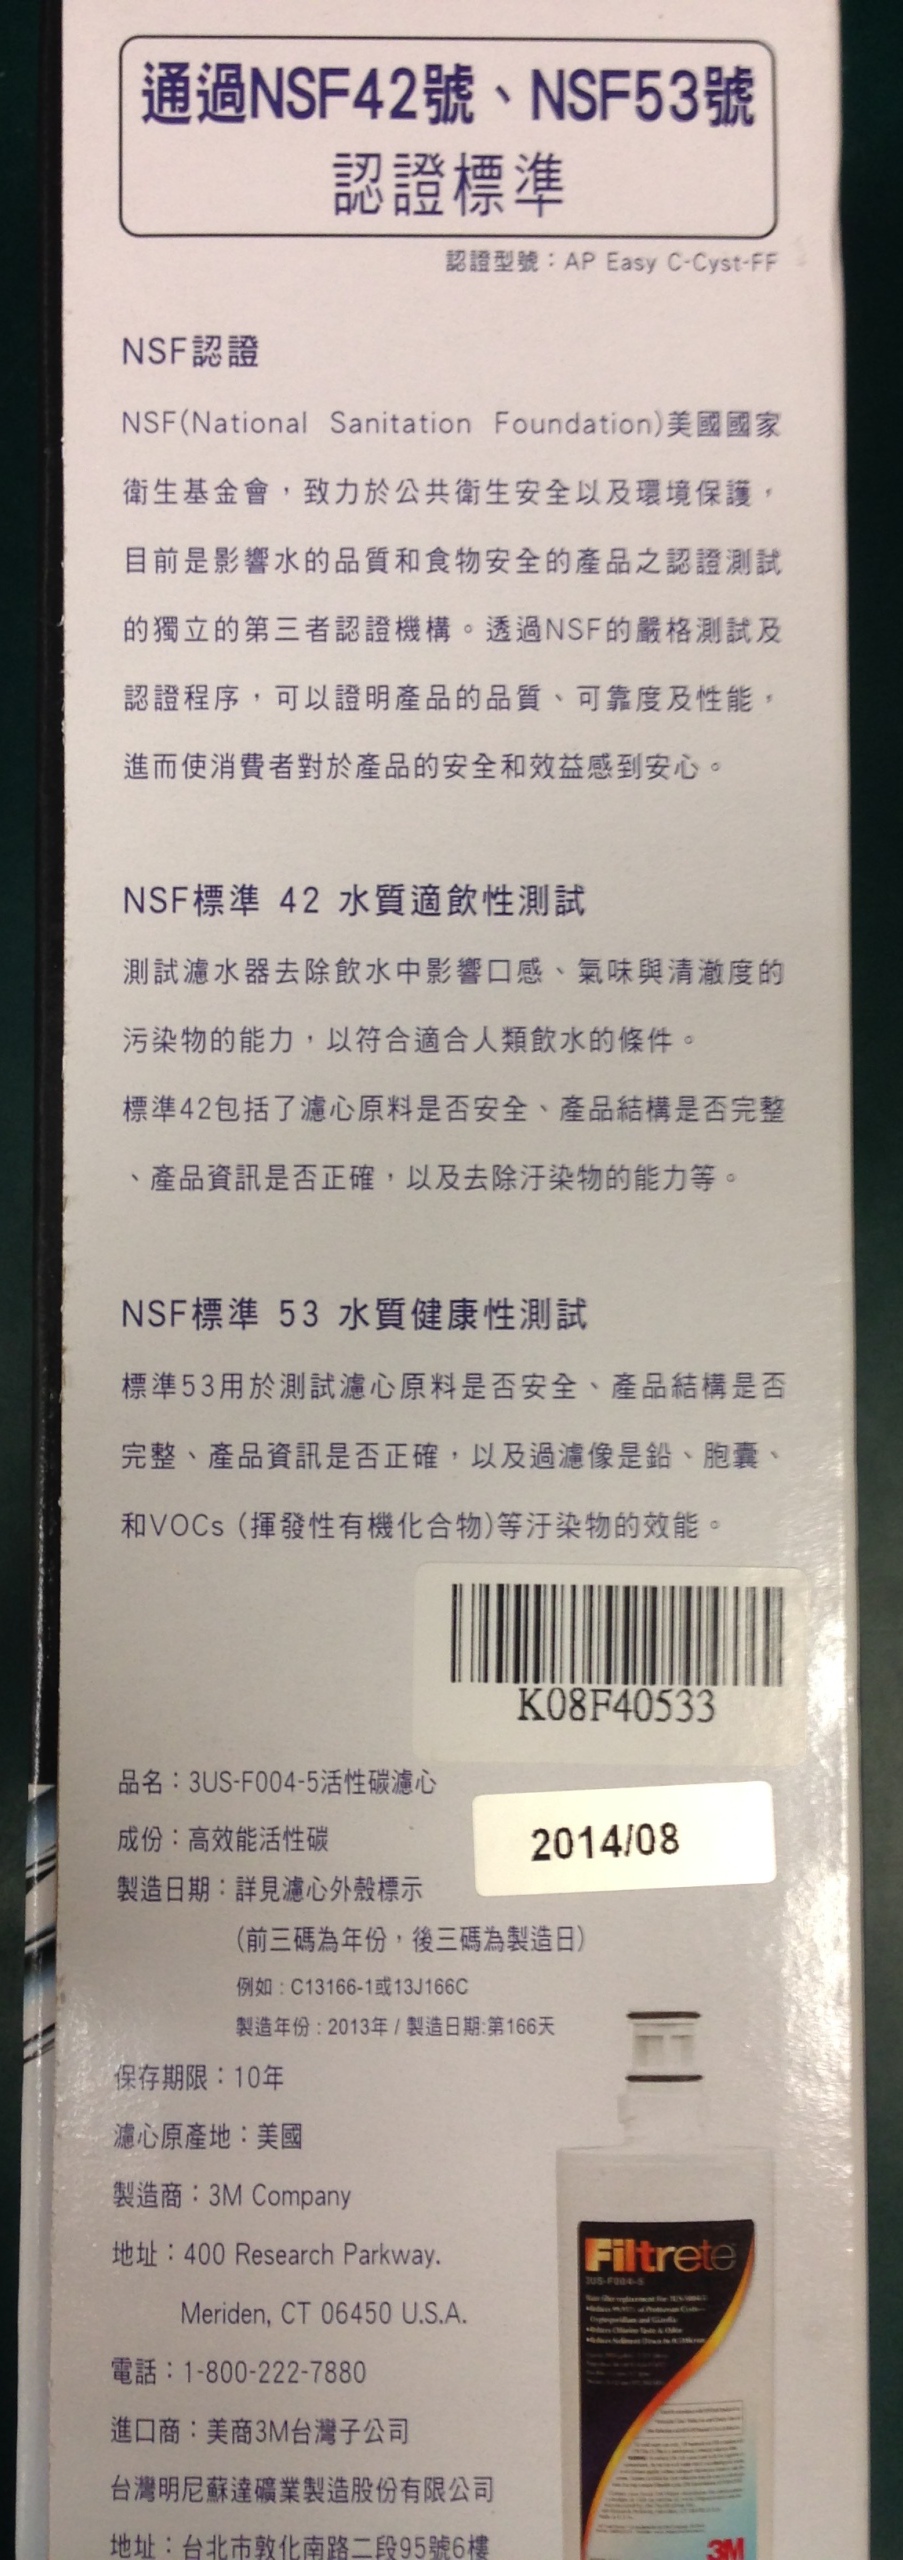 通過NSF42號、NSF53號
認證標準
認證型號：AP Easy C-Cyst-FF
NSF認證
NSF(National Sanitation Foundation)美國國家
衛生基金會，致力於公共衛生安全以及環境保護，
目前是影響水的品質和食物安全的產品之認證測試
的獨立的第三者認證機構。透過NSF的嚴格測試及
認證程序，可以證明產品的品質、可靠度及性能，
進而使消費者對於產品的安全和效益感到安心。
NSF標準 42 水質適飲性測試
測試濾水器去除飲水中影響口感、氣味與清澈度的
污染物的能力，以符合適合人類飲水的條件。
標準42包括了濾心原料是否安全、產品結構是否完整
、產品資訊是否正確，以及去除汙染物的能力等。
NSF標準 53 水質健康性測試
標準53用於測試濾心原料是否安全、產品結構是否
完整、產品資訊是否正確，以及過濾像是鉛、胞囊、
和VOCs (揮發性有機化合物)等汙染物的效能。
K08F40533
品名：3US-F004-5活性碳濾心
2014/08
成份：高效能活性碳
製造日期：詳見濾心外殼標示
(前三碼為年份，後三碼為製造日)
例如：C13166-1或13J166C
製造年份：2013年 / 製造日期:第166天
保存期限：10年
濾心原產地：美國
製造商：3M Company
地址：400 Research Parkway.
Meriden, CT 06450 U.S.A.
電話：1-800-222-7880
進口商：美商3M台灣子公司
台灣明尼蘇達礦業製造股份有限公司
地址：台北市敦化南路二段95號6樓
Filtrete
3US-F004-5
3M